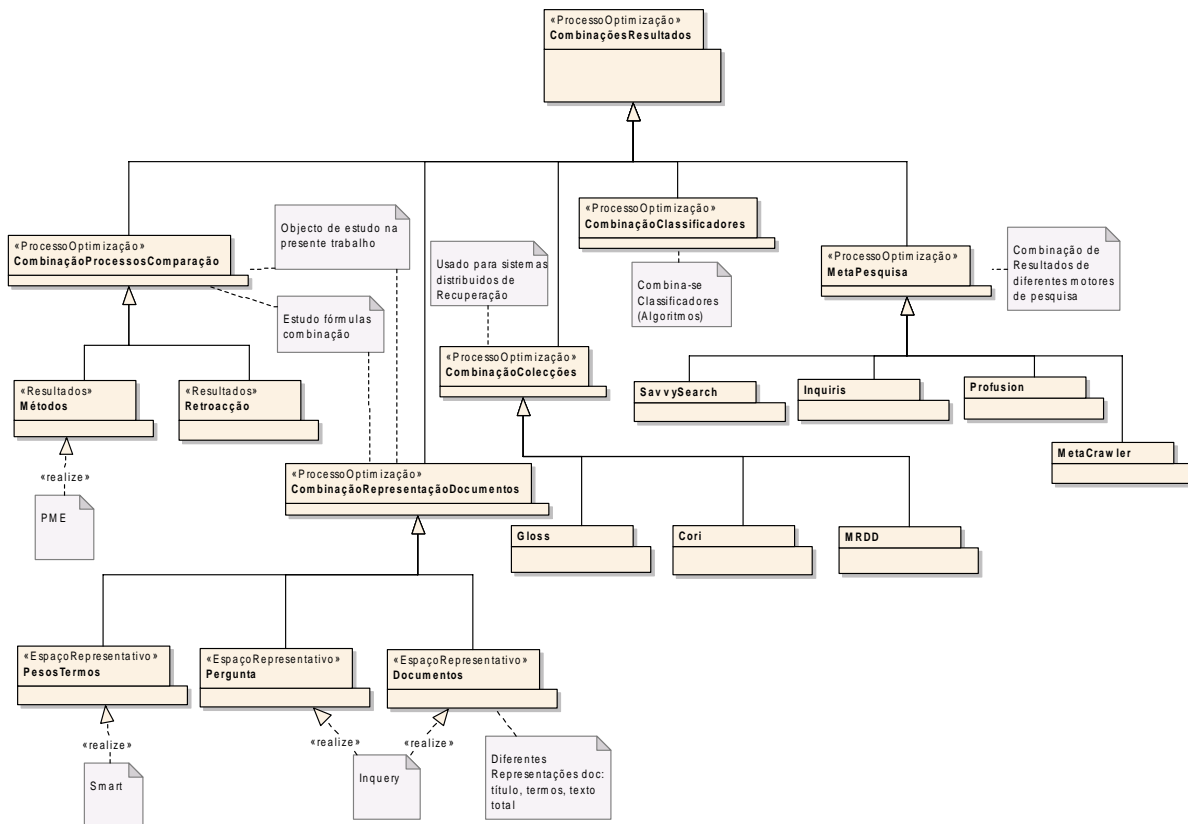 «ProcessoOptimização»
CombinaçõesResultados
«ProcessoOptimização»
CombinaçãoProcessosComparação
Objecto de estudo na
presente trabalho
Estudo fórmulas
combinação
Usado para sistemas
distribuidos de
Recuperação
«ProcessoOptimização»
CombinaçãoClassificadores
Combina-se
Classificadores
(Algoritmos)
«ProcessoOptimização»
MetaPesquisa
Combinação de
Resultados de
diferentes motores
de pesquisa
«Resultados»
Métodos
«Resultados»
Retroacção
«ProcessoOptimização»
CombinaçãoColecções
SavvySearch
Inquiris
Profusion
MetaCrawler
«realize»
PME
«ProcessoOptimização»
CombinaçãoRepresentaçãoDocumentos
Gloss
Cori
MRDD
«EspaçoRepresentativo»
PesosTermos
«EspaçoRepresentativo»
Pergunta
«EspaçoRepresentativo»
Documentos
«realize»
«realize»
«realize»
Smart
Inquery
Diferentes
Representações doc:
título, termos, texto
total